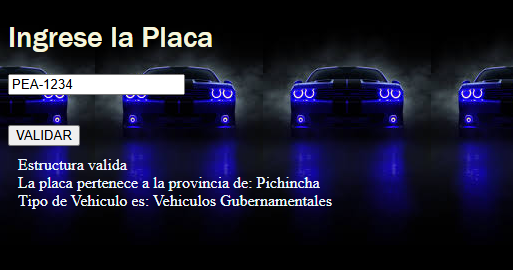 Ingrese la Placa
PEA-1234
VALIDAR
Estructura valida
La placa pertenece a la provincia de: Pichincha
Tipo de Vehiculo es: Vehiculos Gubernamentales